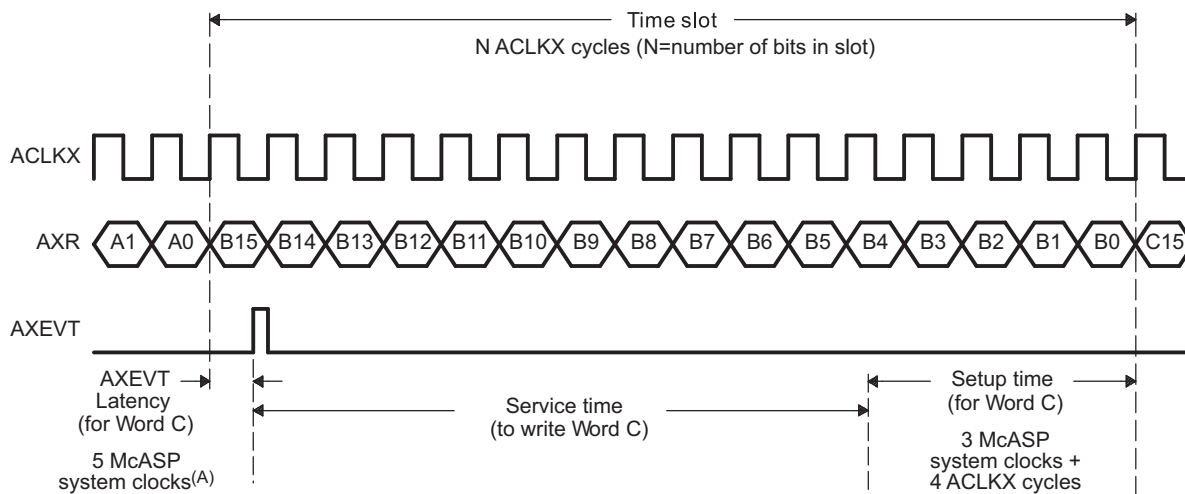 Time slot
N ACLKX cycles (N=number of bits in slot)
ACLKX
AXR A1 A0 B15 B14 B13 B12 B11 B10 B9 B8 B7 B6 B5 B4 B3 B2 B1 B0 C15
AXEVT
AXEVT
Latency
(for Word C)
5 McASP
system clocks(A)
Service time
(to write Word C)
Setup time
(for Word C)
3 McASP
system clocks +
4 ACLKX cycles